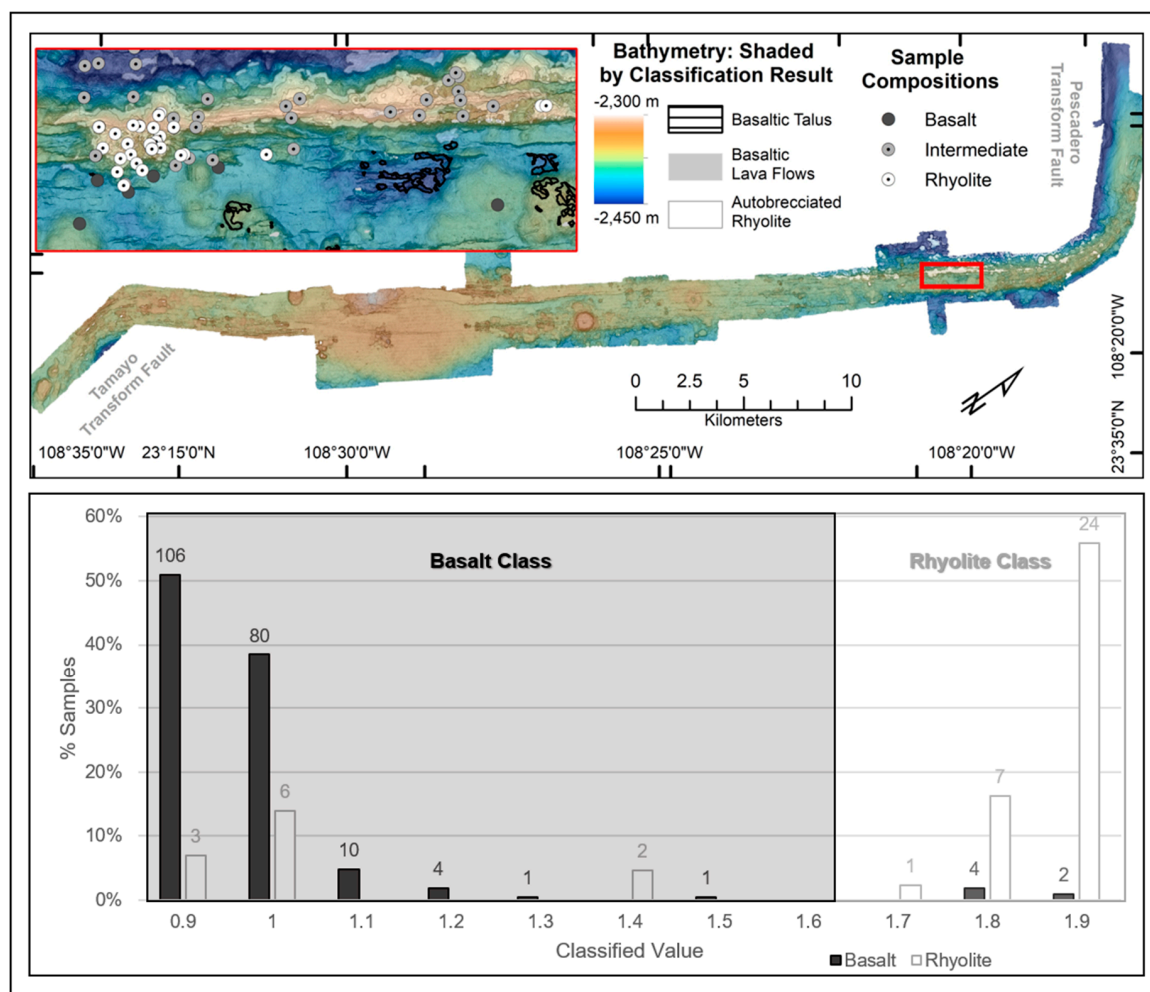 Bathymetry: Shaded
by Classification Result
-2,300 m
-2,450 m
Basaltic Talus
Basaltic
Lava Flows
Autobrecciated
Rhyolite
Sample
Compositions
Basalt
Intermediate
Rhyolite
Pescadero
Transform Fault
Tamayo
Transform Fault
0 2.5 5 10
Kilometers
N
108°20'0"W
23°35'0"N
108°35'0"W 23°15'0"N 108°30'0"W 108°25'0"W 108°20'0"W
60%
50%
40%
30%
20%
10%
0%
% Samples
Basalt Class
Rhyolite Class
106
3
80
6
10
4
1
2
1
1
4
7
2
24
0.9 1 1.1 1.2 1.3 1.4 1.5 1.6 1.7 1.8 1.9
Classified Value
Basalt Rhyolite